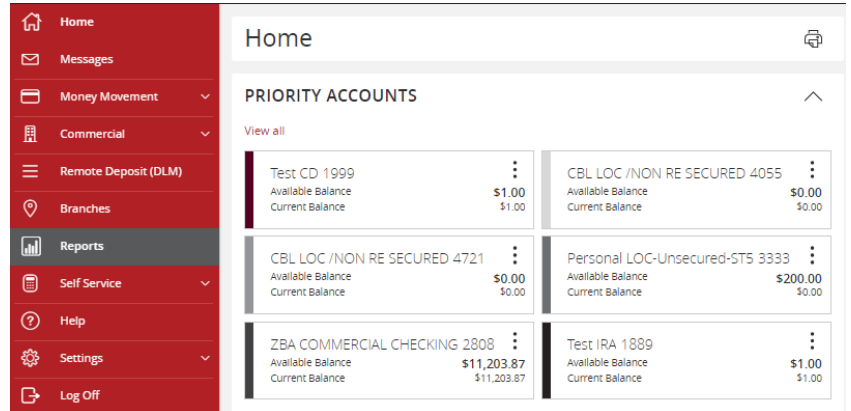 Home
Messages
Money Movement
Commercial
Remote Deposit (DLM)
Branches
Reports
Self Service
Help
Settings
Log Off
Home
PRIORITY ACCOUNTS
View all
Test CD 1999
Available Balance $1.00
Current Balance $1.00
CBL LOC /NON RE SECURED 4055
Available Balance $0.00
Current Balance $0.00
CBL LOC /NON RE SECURED 4721
Available Balance $0.00
Current Balance $0.00
Personal LOC-Unsecured-ST5 3333
Available Balance $200.00
Current Balance $0.00
ZBA COMMERCIAL CHECKING 2808
Available Balance $11,203.87
Current Balance $11,203.87
Test IRA 1889
Available Balance $1.00
Current Balance $1.00